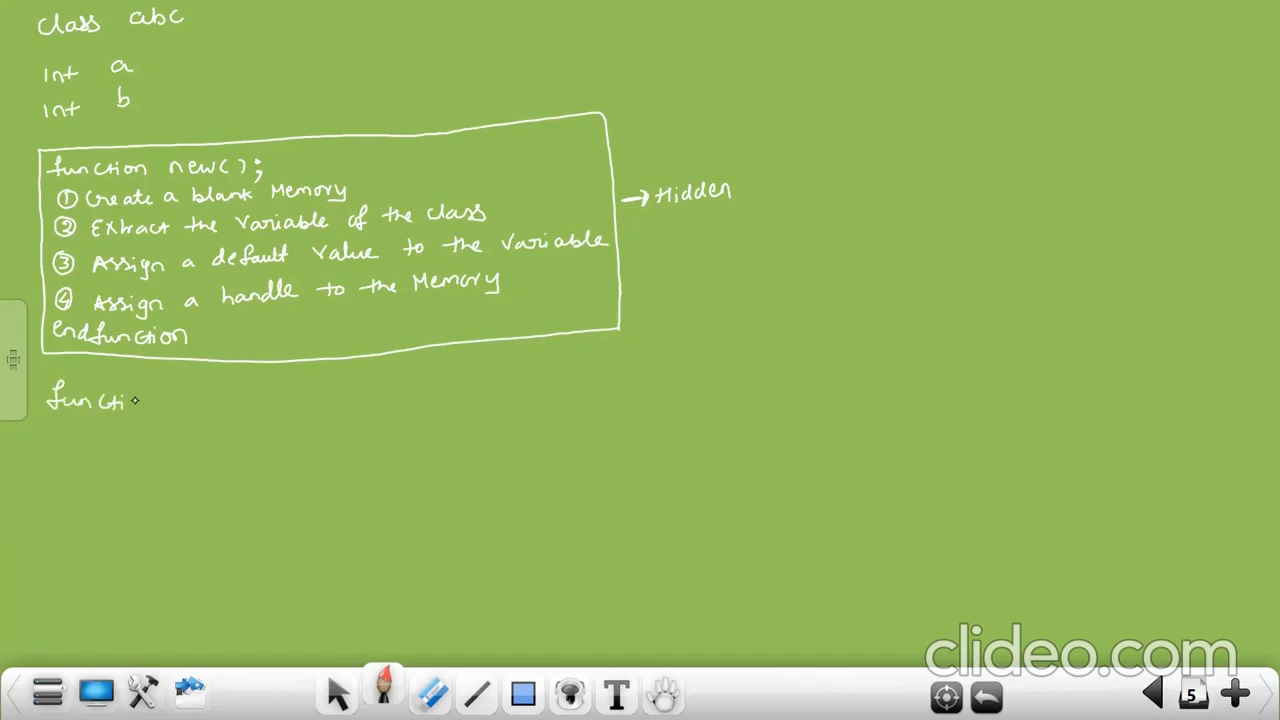 class abc
int a
int b
function new();
① Create a blank Memory
② Extract the variable of the class
③ Assign a default value to the variable
④ Assign a handle to the Memory
endfunction
→ Hidden
functi
clideo.com
T
5